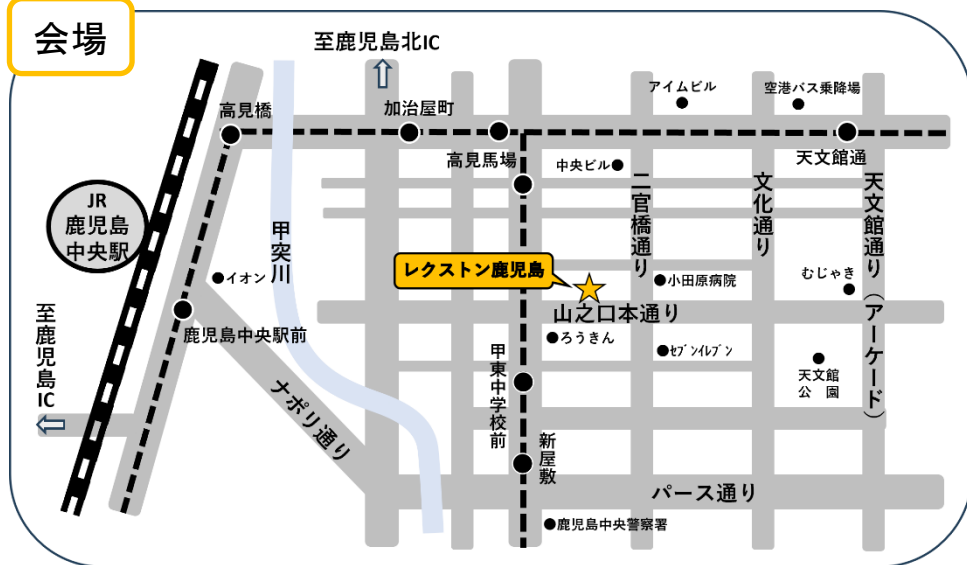 会場
至鹿児島北IC
アイムビル
空港バス乗降場
高見橋
加治屋町
高見馬場
天文館通
中央ビル
JR
鹿児島
中央駅
甲突川
二官橋通り
文化通り
天文館通り(アーケード)
イオン
レクストン鹿児島
小田原病院
むじゃき
山之口本通り
至鹿児島IC
鹿児島中央駅前
ろうきん
ｾﾌﾞﾝｲﾚﾌﾞﾝ
甲東中学校前
天文館
公　園
ナポリ通り
新屋敷
パース通り
鹿児島中央警察署